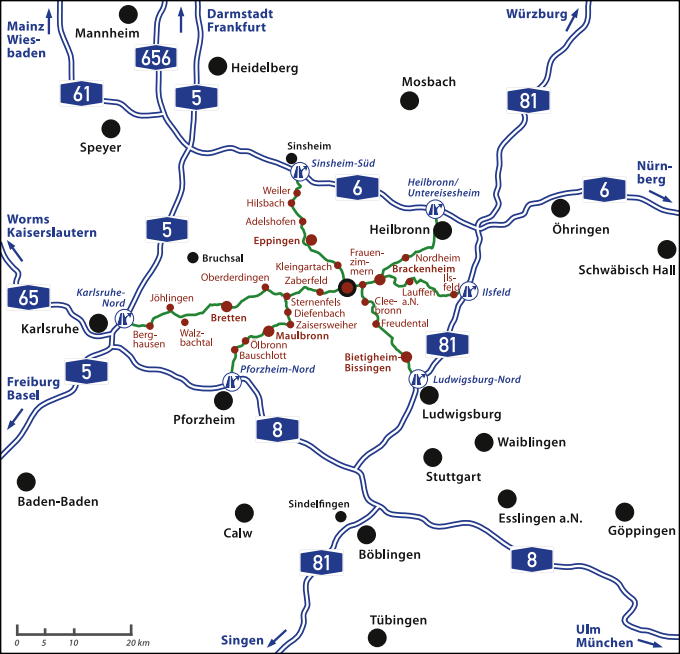 Mainz
Wies-
baden
Mannheim
Darmstadt
Frankfurt
Würzburg
656
Heidelberg
61
5
Mosbach
81
Speyer
Sinsheim
Sinsheim-Süd
6
Heilbronn/
Untereisesheim
6
Nürn-
berg
Weiler
Hilsbach
Adelshofen
Eppingen
Heilbronn
Öhringen
Schwäbisch Hall
Worms
Kaiserslautern
5
Bruchsal
Kleingartach
Frauen-
zim-
mern
Nordheim
Brackenheim
Oberderdingen
Zaberfeld
Ils-
feld
Ilsfeld
Lauffen
a.N.
65
Karlsruhe-
Nord
Jöhlingen
Sternenfels
Diefenbach
Zaisersweiher
Clee-
bronn
Freudental
Karlsruhe
Bretten
Berg-
hausen
Walz-
bachtal
Maulbronn
Ölbronn
Bauschlott
Bietigheim-
Bissingen
81
5
Pforzheim-Nord
Ludwigsburg-Nord
Freiburg
Basel
Pforzheim
Ludwigsburg
8
Waiblingen
Stuttgart
Baden-Baden
Sindelfingen
Esslingen a.N.
Göppingen
Calw
Böblingen
81
8
Tübingen
Singen
Ulm
München
0 5 10 20 km